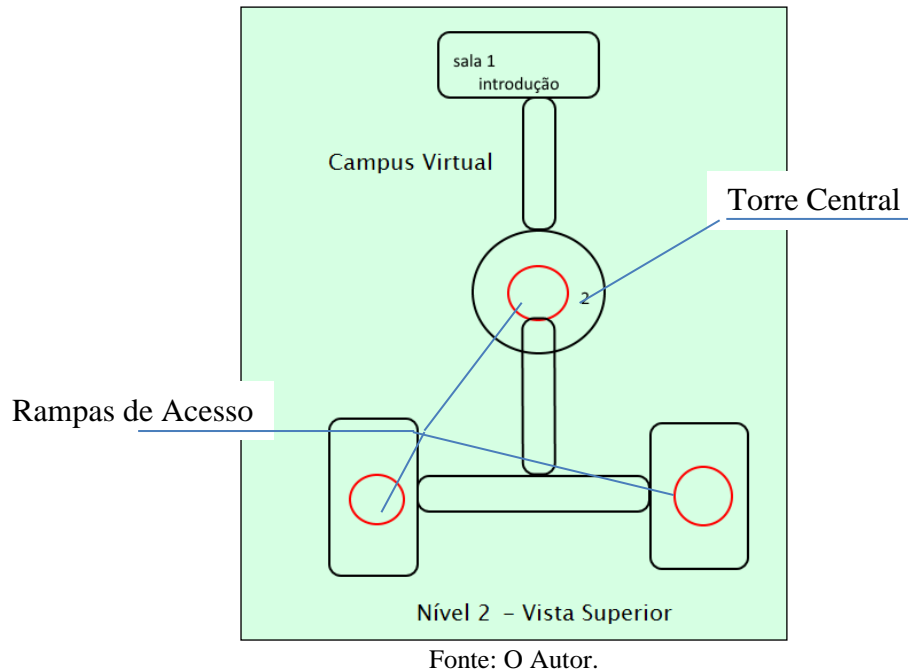 sala 1
introdução
Campus Virtual
Torre Central
2
Rampas de Acesso
Nível 2 – Vista Superior
Fonte: O Autor.